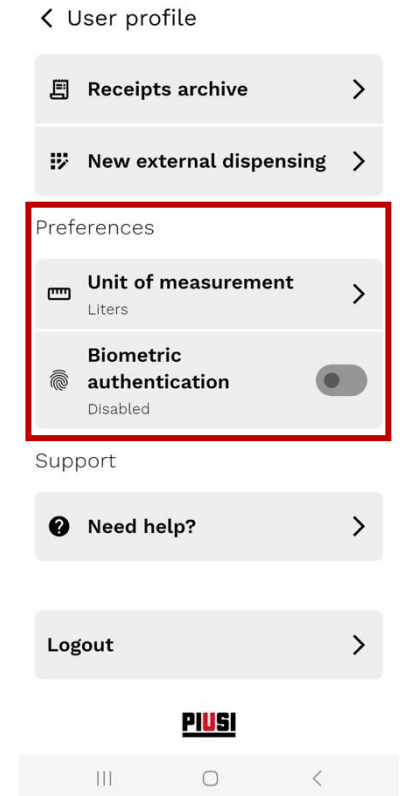 User profile
Receipts archive
New external dispensing
Preferences
Unit of measurement
Liters
Biometric
authentication
Disabled
Support
Need help?
Logout
PIUSI